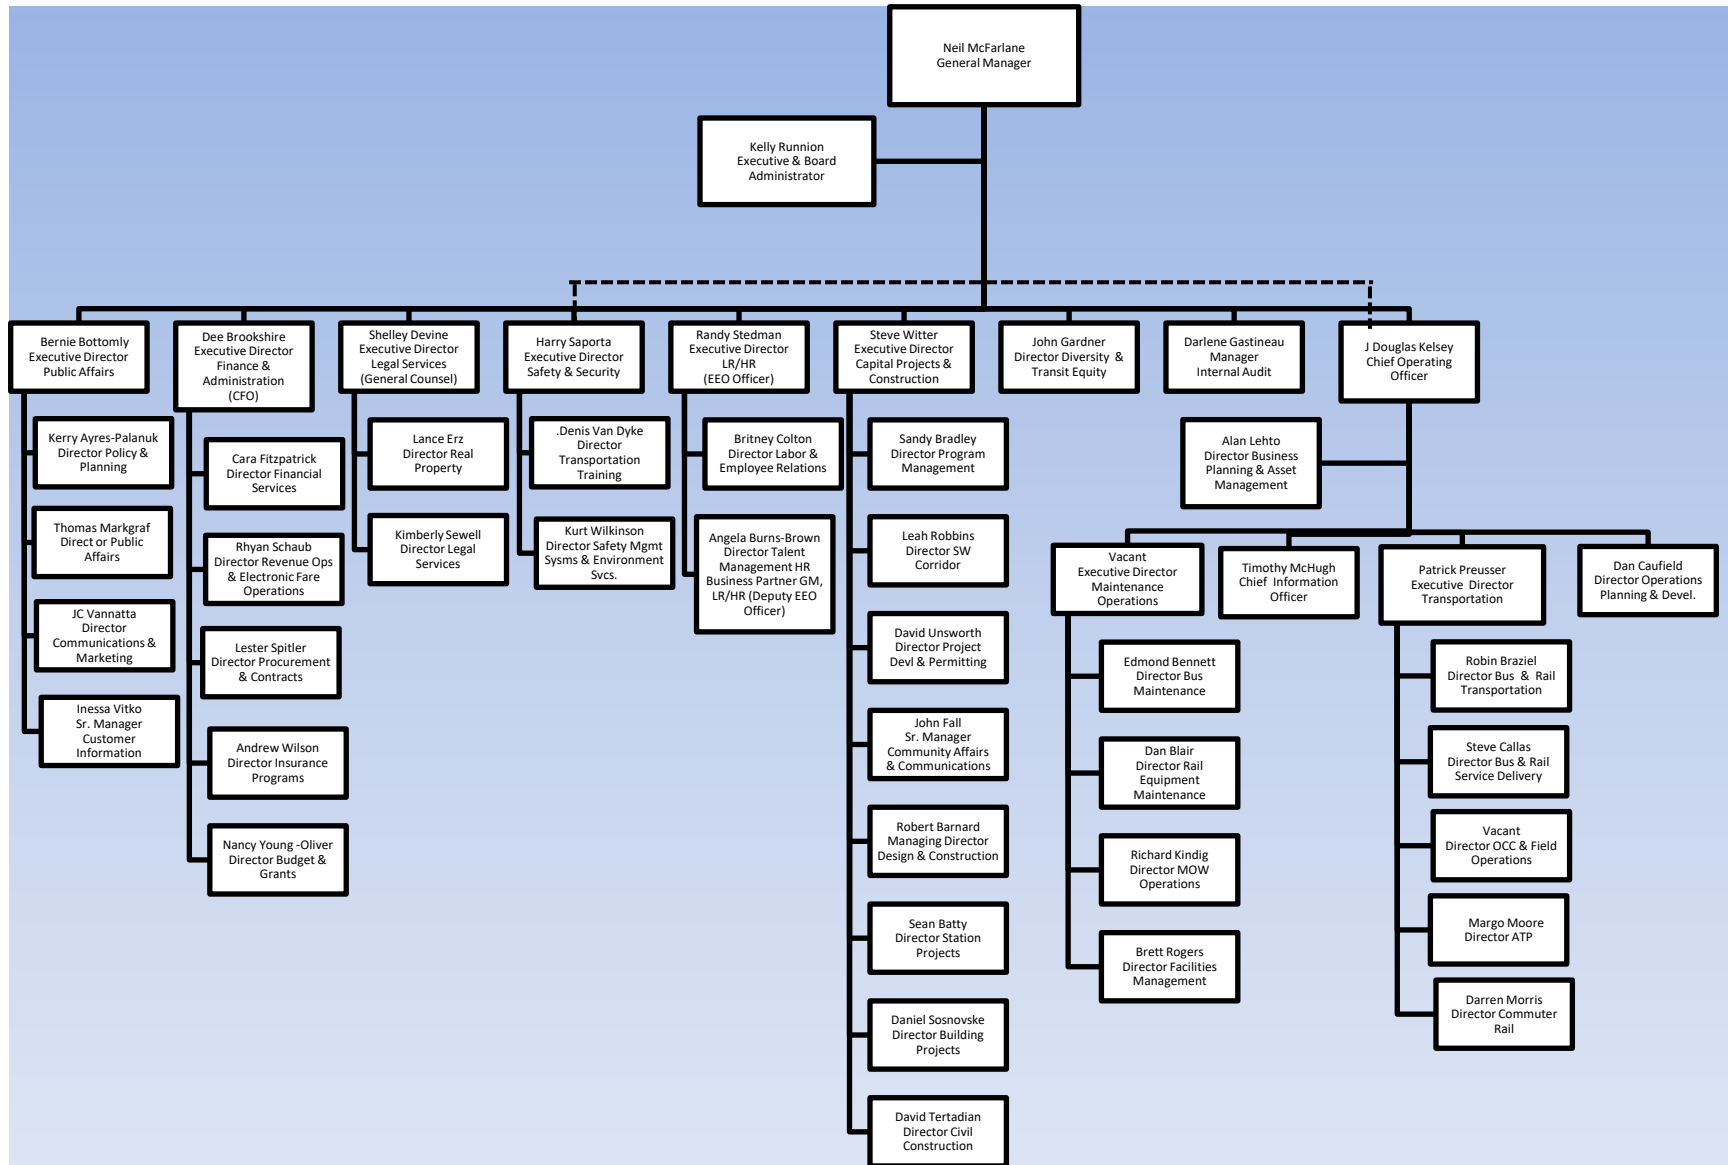 Neil McFarlane
General Manager
Kelly Runnion
Executive & Board
Administrator
Bernie Bottomly
Executive Director
Public Affairs
Dee Brookshire
Executive Director
Finance &
Administration
(CFO)
Shelley Devine
Executive Director
Legal Services
(General Counsel)
Harry Saporta
Executive Director
Safety & Security
Randy Stedman
Executive Director
LR/HR
(EEO Officer)
Steve Witter
Executive Director
Capital Projects &
Construction
John Gardner
Director Diversity &
Transit Equity
Darlene Gastineau
Manager
Internal Audit
J Douglas Kelsey
Chief Operating
Officer
Kerry Ayres-Palanuk
Director Policy &
Planning
Thomas Markgraf
Direct or Public
Affairs
JC Vannatta
Director
Communications &
Marketing
Inessa Vitko
Sr. Manager
Customer
Information
Cara Fitzpatrick
Director Financial
Services
Rhyan Schaub
Director Revenue Ops
& Electronic Fare
Operations
Lester Spitler
Director Procurement
& Contracts
Andrew Wilson
Director Insurance
Programs
Nancy Young -Oliver
Director Budget &
Grants
Lance Erz
Director Real
Property
Kimberly Sewell
Director Legal
Services
.Denis Van Dyke
Director
Transportation
Training
Kurt Wilkinson
Director Safety Mgmt
Sysms & Environment
Svcs.
Britney Colton
Director Labor &
Employee Relations
Angela Burns-Brown
Director Talent
Management HR
Business Partner GM,
LR/HR (Deputy EEO
Officer)
Sandy Bradley
Director Program
Management
Leah Robbins
Director SW
Corridor
David Unsworth
Director Project
Devl & Permitting
John Fall
Sr. Manager
Community Affairs
& Communications
Robert Barnard
Managing Director
Design & Construction
Sean Batty
Director Station
Projects
Daniel Sosnovske
Director Building
Projects
David Tertadian
Director Civil
Construction
Alan Lehto
Director Business
Planning & Asset
Management
Vacant
Executive Director
Maintenance
Operations
Timothy McHugh
Chief Information
Officer
Patrick Preusser
Executive Director
Transportation
Dan Caufield
Director Operations
Planning & Devel.
Edmond Bennett
Director Bus
Maintenance
Dan Blair
Director Rail
Equipment
Maintenance
Richard Kindig
Director MOW
Operations
Brett Rogers
Director Facilities
Management
Robin Braziel
Director Bus & Rail
Transportation
Steve Callas
Director Bus & Rail
Service Delivery
Vacant
Director OCC & Field
Operations
Margo Moore
Director ATP
Darren Morris
Director Commuter
Rail